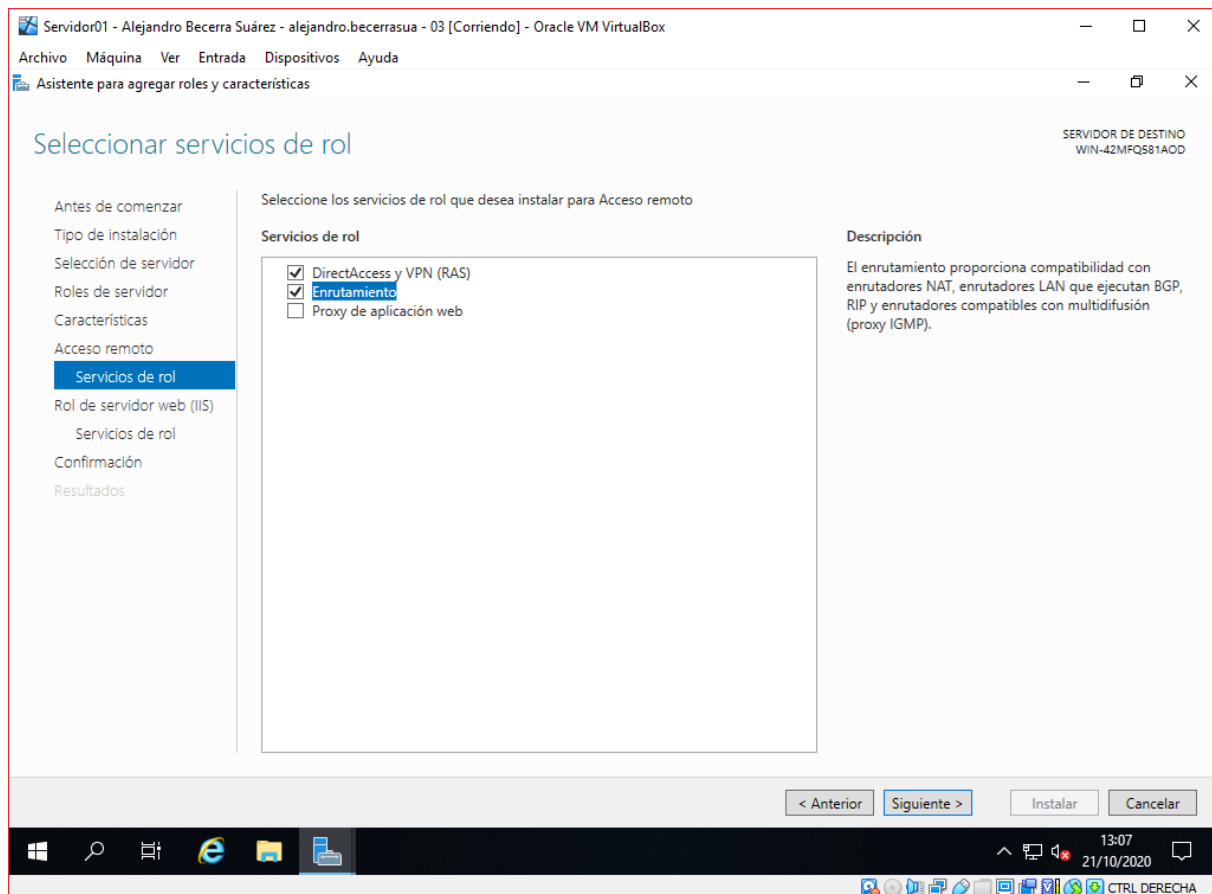 Servidor01 - Alejandro Becerra Suárez - alejandro.becerrasua - 03 [Corriendo] - Oracle VM VirtualBox
Archivo Máquina Ver Entrada Dispositivos Ayuda
Asistente para agregar roles y características
Seleccionar servicios de rol
SERVIDOR DE DESTINO
WIN-42MFQ581AOD
Antes de comenzar
Tipo de instalación
Selección de servidor
Roles de servidor
Características
Acceso remoto
Servicios de rol
Rol de servidor web (IIS)
Servicios de rol
Confirmación
Resultados
Seleccione los servicios de rol que desea instalar para Acceso remoto
Servicios de rol
DirectAccess y VPN (RAS)
Enrutamiento
Proxy de aplicación web
Descripción
El enrutamiento proporciona compatibilidad con
enrutadores NAT, enrutadores LAN que ejecutan BGP,
RIP y enrutadores compatibles con multidifusión
(proxy IGMP).
< Anterior Siguiente > Instalar Cancelar
13:07
21/10/2020
CTRL DERECHA